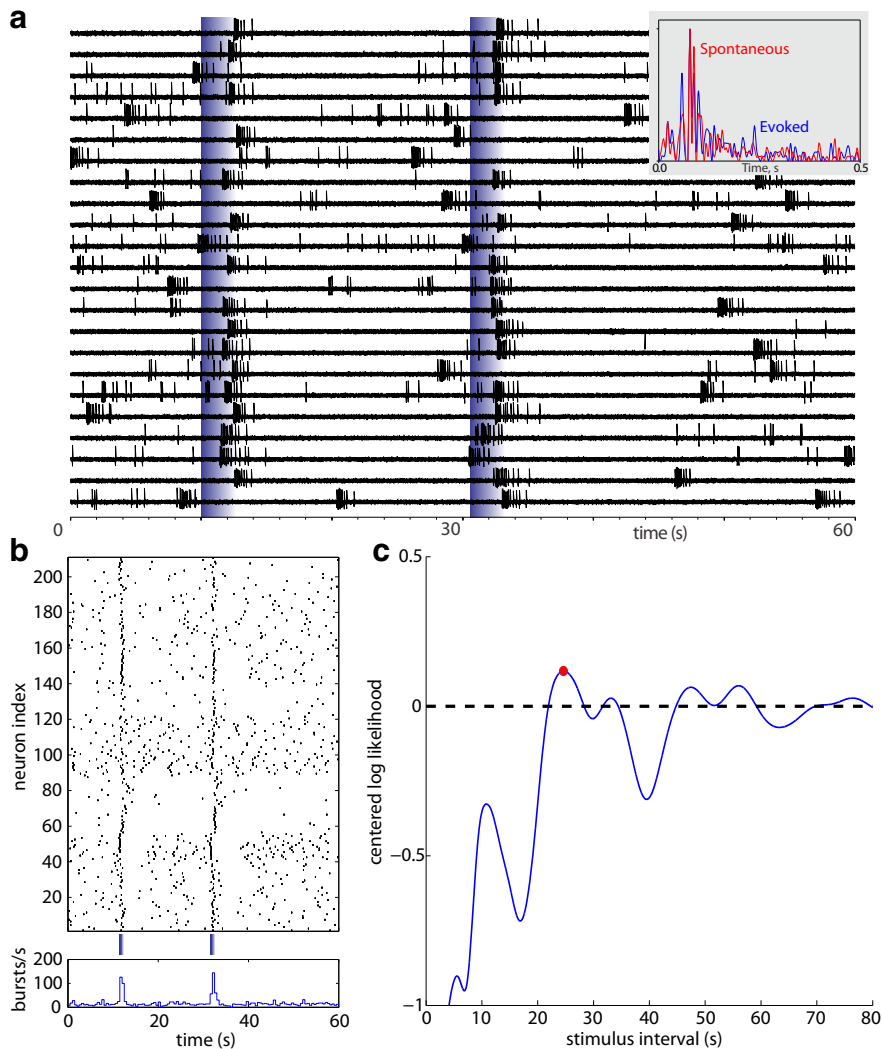 a
Spontaneous
Evoked
0.0
Time, s
0.5
0
30
time (s)
60
b
neuron index
200
180
160
140
120
100
80
60
40
20
bursts/s
200
100
0
0
20
40
60
time (s)
c
centered log likelihood
0.5
0
−0.5
−1
0
10
20
30
40
50
60
70
80
stimulus interval (s)